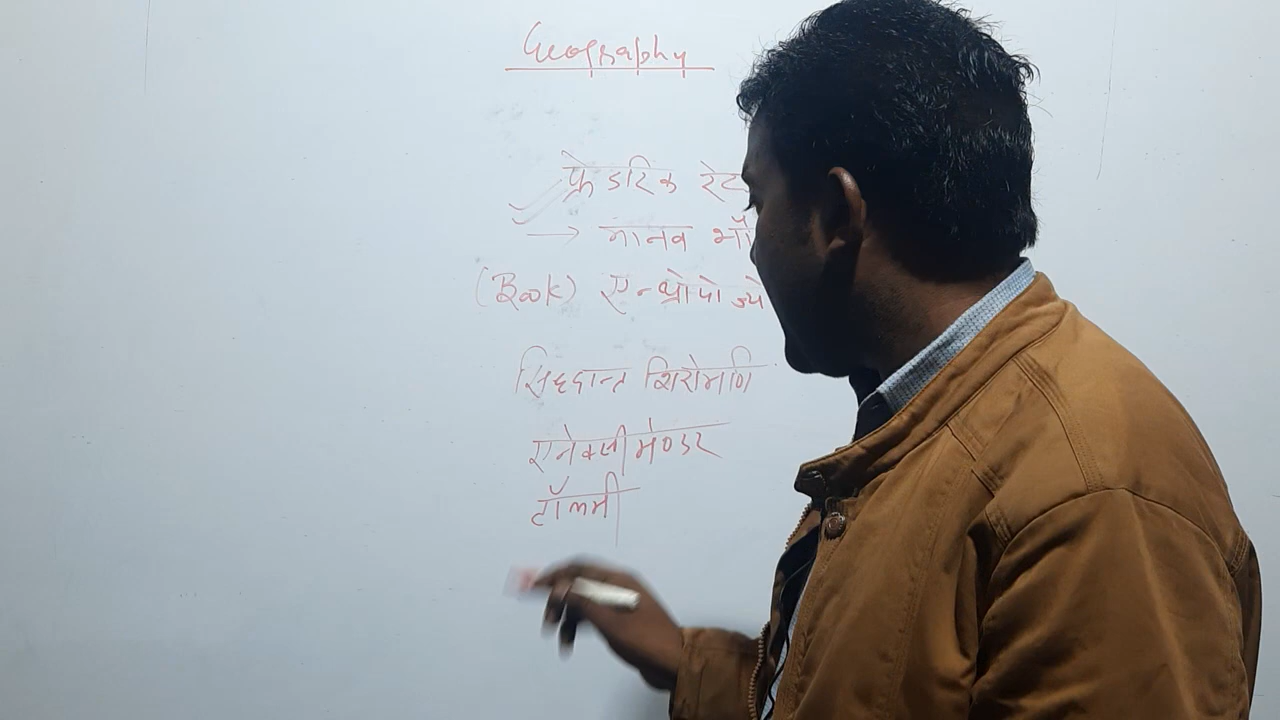 Geography
फ्रेडरिक रेट
→ मानव भौ
(Book) एन्थ्रोपो ज्यो
सिद्दान्त शिरोमणि
एनेक्सीमेण्डर
टॉलमी